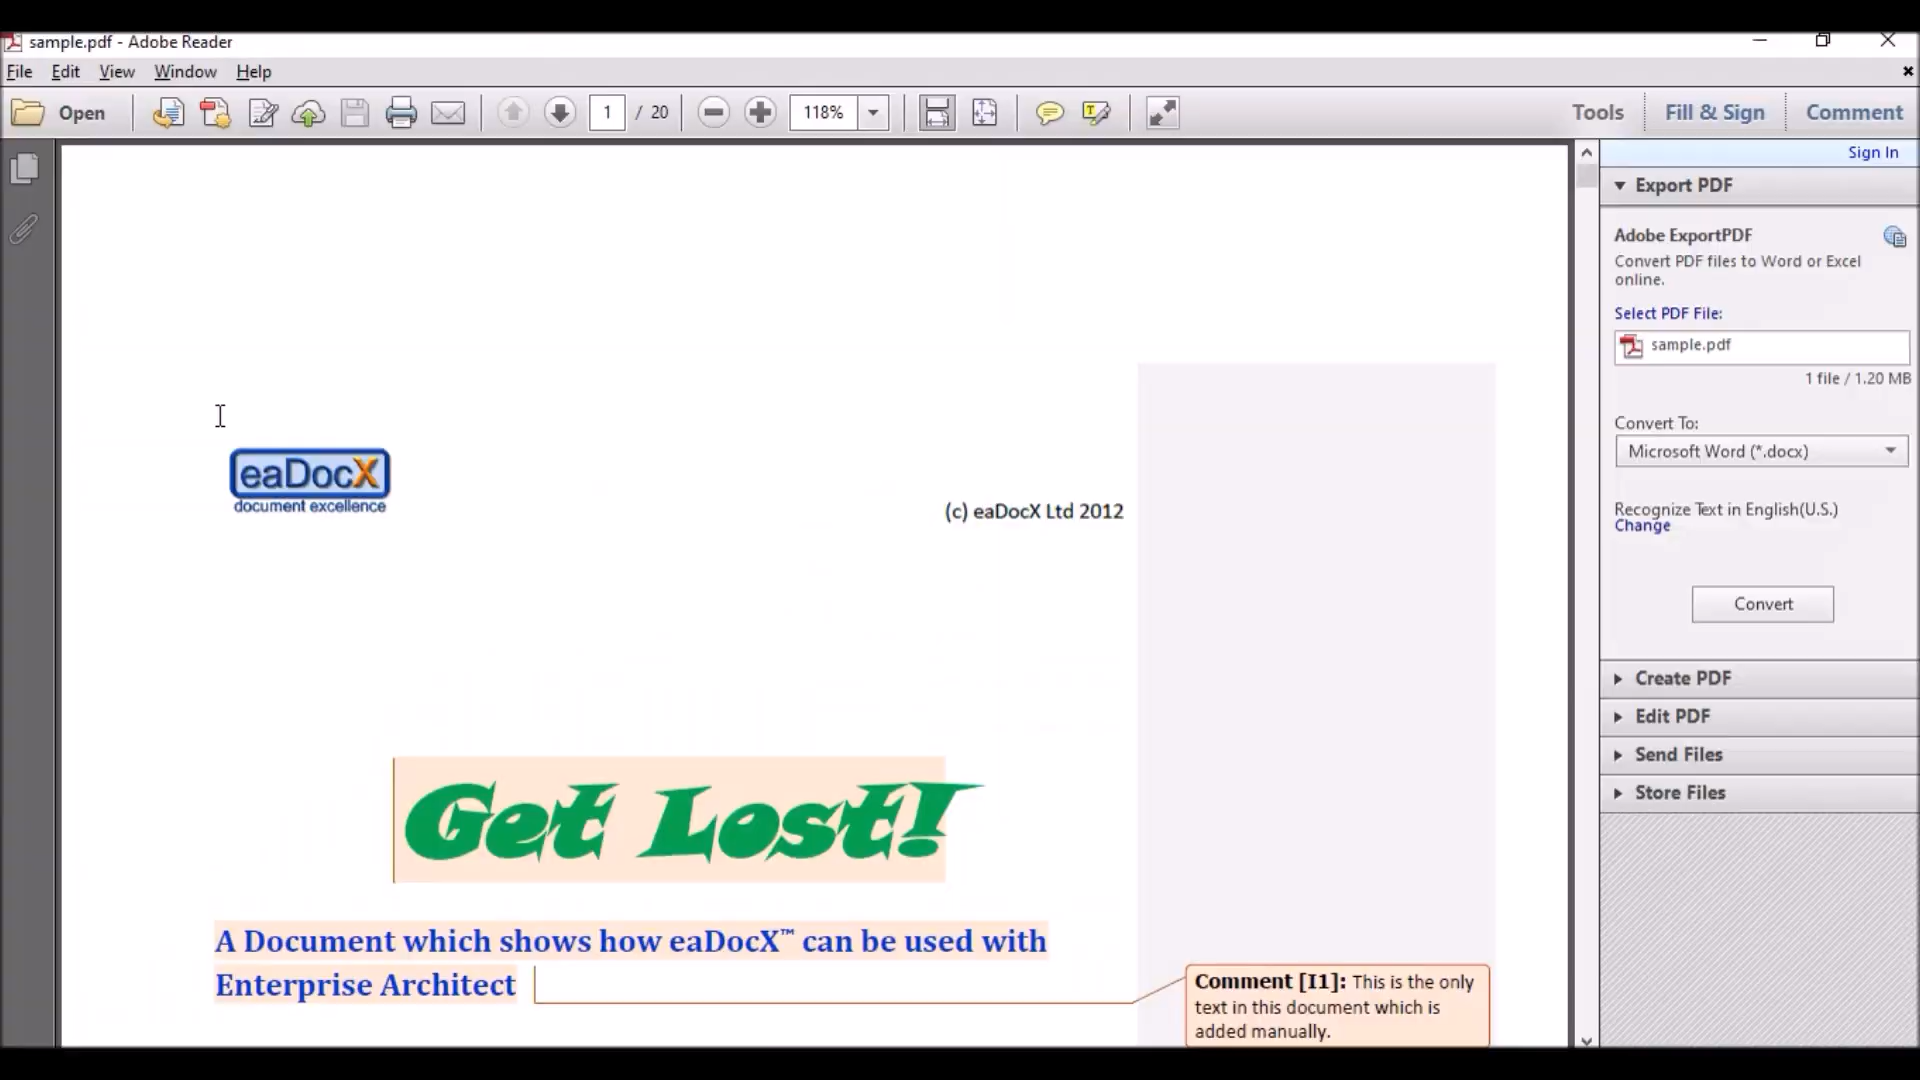 sample.pdf - Adobe Reader
File Edit View Window Help
Open 1 / 20 118% Tools Fill & Sign Comment
Sign In
Export PDF
Adobe ExportPDF
Convert PDF files to Word or Excel
online.
Select PDF File:
sample.pdf
1 file / 1.20 MB
Convert To:
Microsoft Word (*.docx)
Recognize Text in English(U.S.)
Change
Convert
Create PDF
Edit PDF
Send Files
Store Files
eaDocX
document excellence
(c) eaDocX Ltd 2012
Get Lost!
A Document which shows how eaDocX™ can be used with
Enterprise Architect
Comment [I1]: This is the only
text in this document which is
added manually.